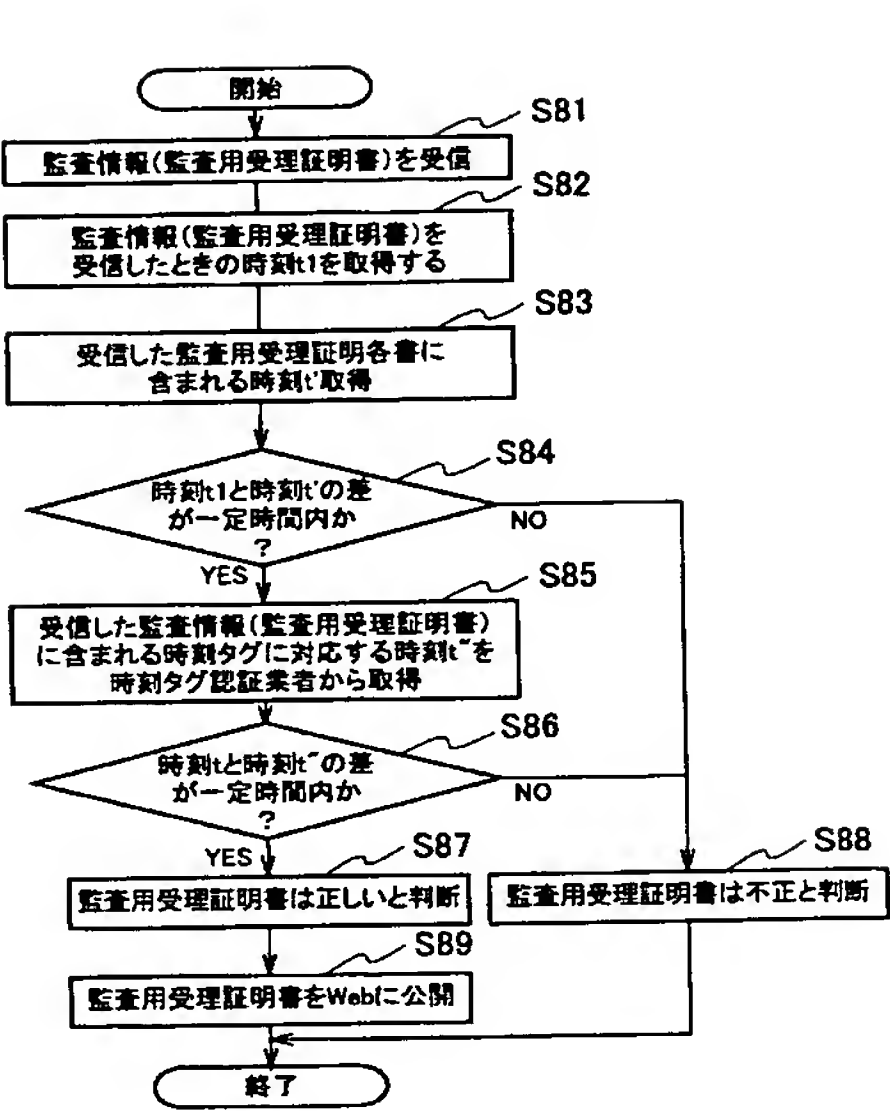 開始
S81
監査情報(監査用受理証明書)を受信
S82
監査情報(監査用受理証明書)を
受信したときの時刻t1を取得する
S83
受信した監査用受理証明各書に
含まれる時刻t'取得
S84
時刻t1と時刻t'の差
が一定時間内か
?
NO
YES
S85
受信した監査情報(監査用受理証明書)
に含まれる時刻タグに対応する時刻t~を
時刻タグ認証業者から取得
S86
時刻tと時刻t~の差
が一定時間内か
?
NO
YES
S87
監査用受理証明書は正しいと判断
S88
監査用受理証明書は不正と判断
S89
監査用受理証明書をWebに公開
終了